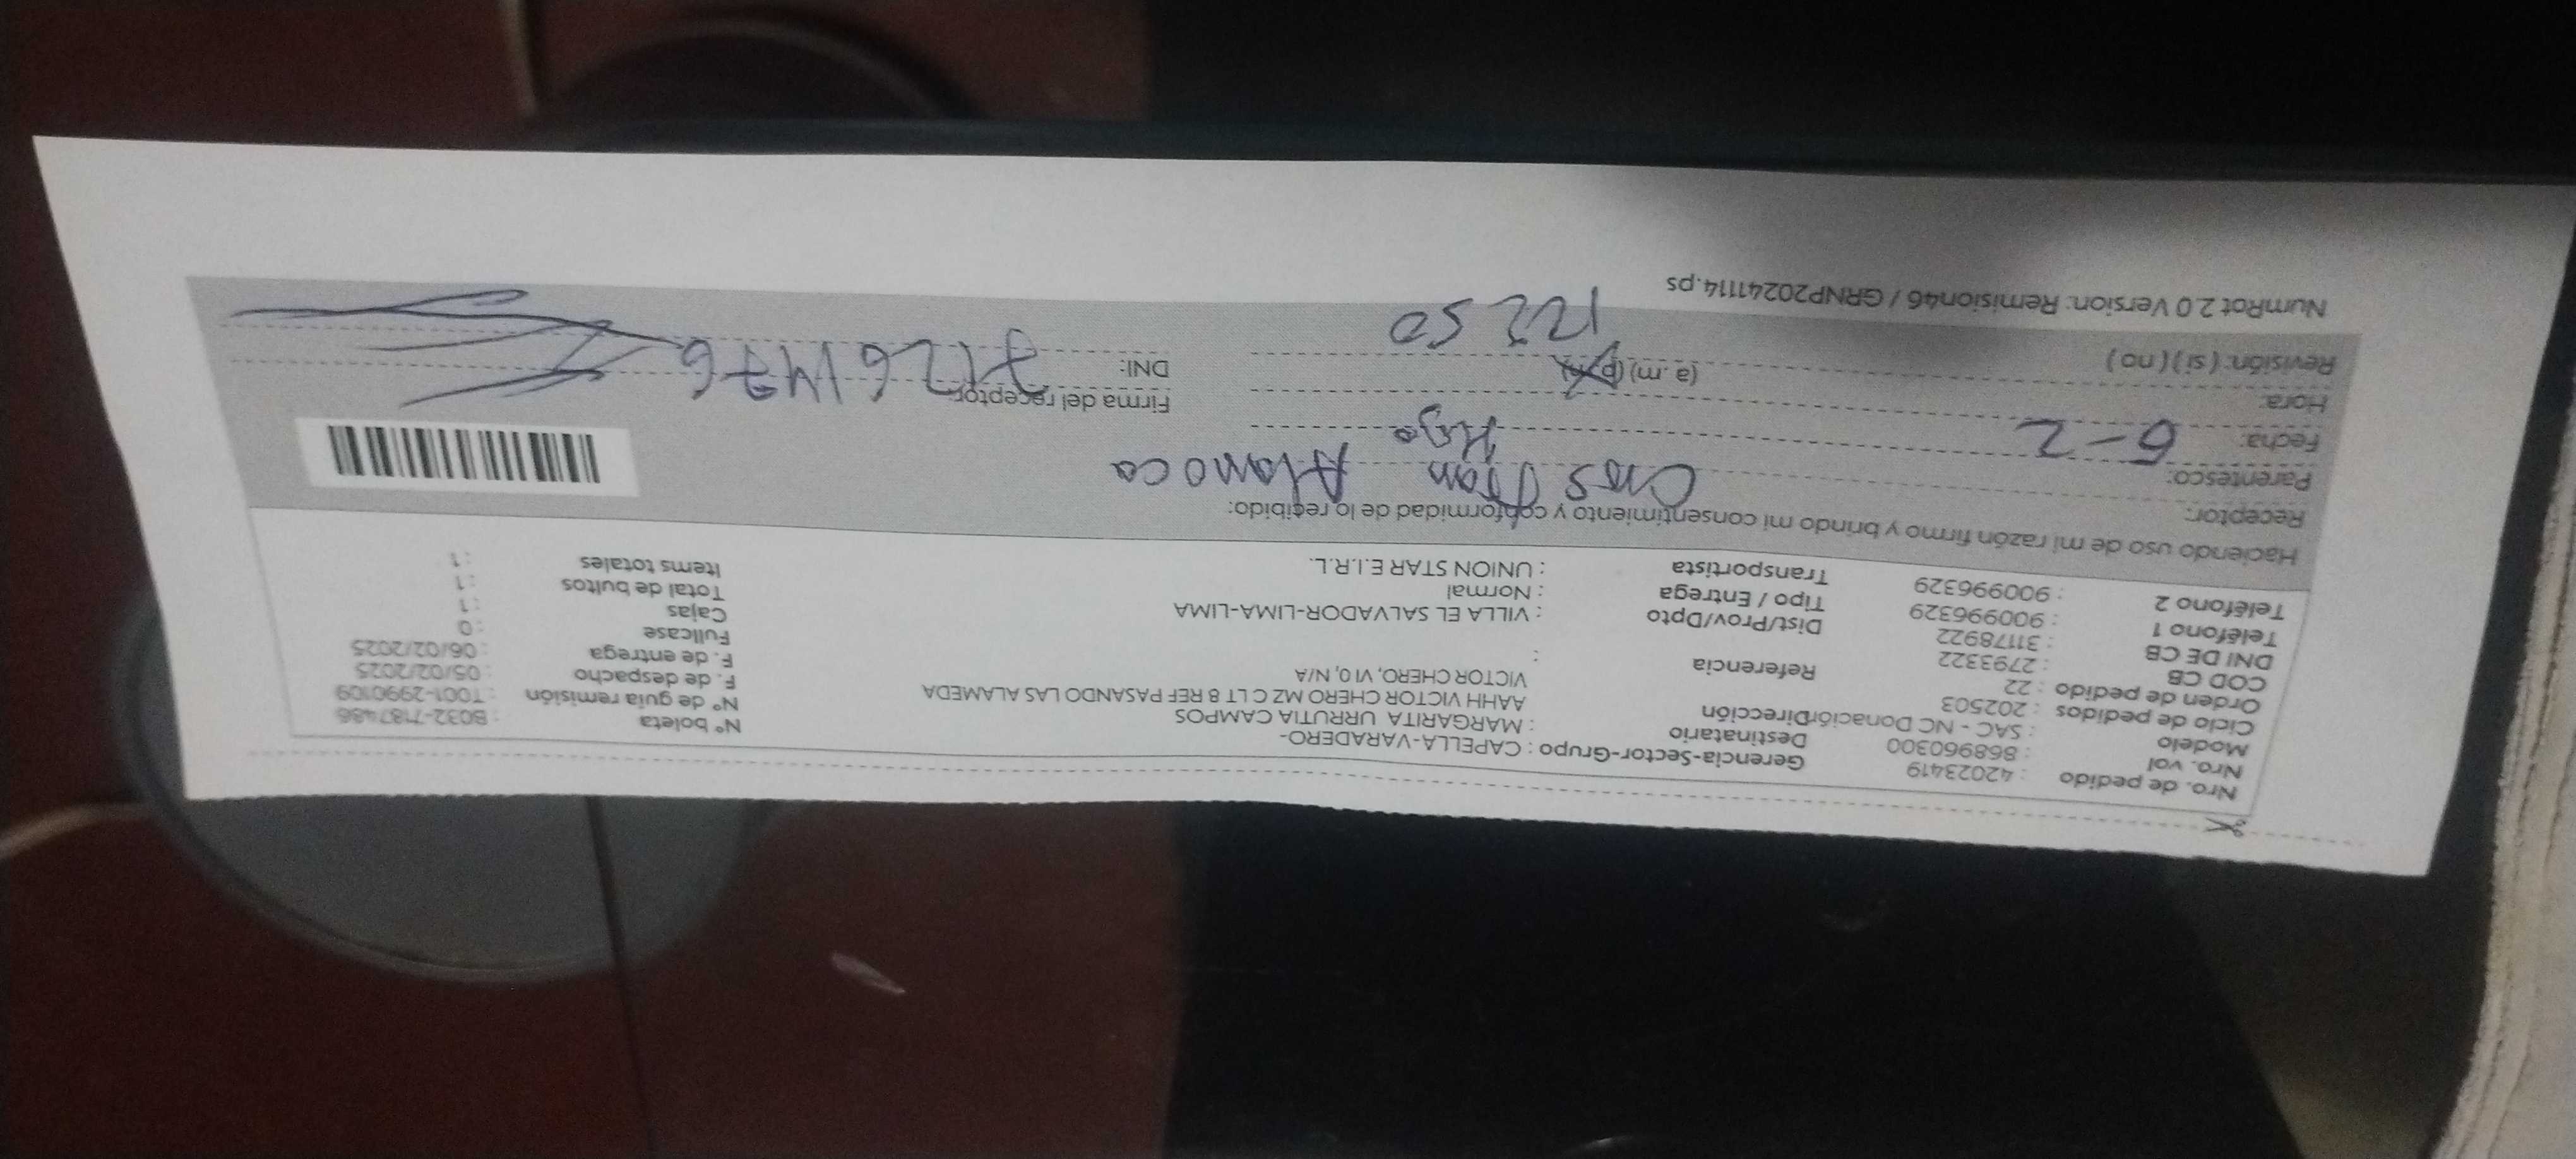 Nro. de pedido : 42023419
Nro. vol : 868960300
Modelo : SAC - NC Donación
Ciclo de pedidos : 202503
Orden de pedido : 22
COD CB : 2793322
DNI DE CB : 31178922
Teléfono 1 : 900996329
Teléfono 2 : 900996329
Gerencia-Sector-Grupo : CAPELLA-VARADERO-
Destinatario : MARGARITA URRUTIA CAMPOS
Dirección AAHH VICTOR CHERO MZ C LT 8 REF PASANDO LAS ALAMEDA
VICTOR CHERO, VI 0, N/A
Referencia :
Dist/Prov/Dpto : VILLA EL SALVADOR-LIMA-LIMA
Tipo / Entrega : Normal
Transportista : UNION STAR E.I.R.L.
N° boleta : B032-7187486
N° de guia remisión : T001-2990109
F. de despacho : 05/02/2025
F. de entrega : 06/02/2025
Fullcase : 0
Cajas : 1
Total de bultos : 1
Items totales : 1
Haciendo uso de mi razón firmo y brindo mi consentimiento y conformidad de lo recibido:
Receptor: Alamoca
Parentesco:
Fecha: 6-2
Hora: (a.m) (p.m) 12250
Revisión: ( si ) ( no )
Firma del receptor
DNI: 71261476
NumRot 2.0 Version: Remision46 / GRNP20241114.ps